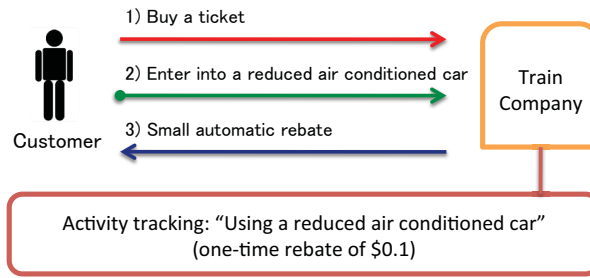 1) Buy a ticket
2) Enter into a reduced air conditioned car
Train
Company
3) Small automatic rebate
Customer
Activity tracking: “Using a reduced air conditioned car”
(one-time rebate of $0.1)